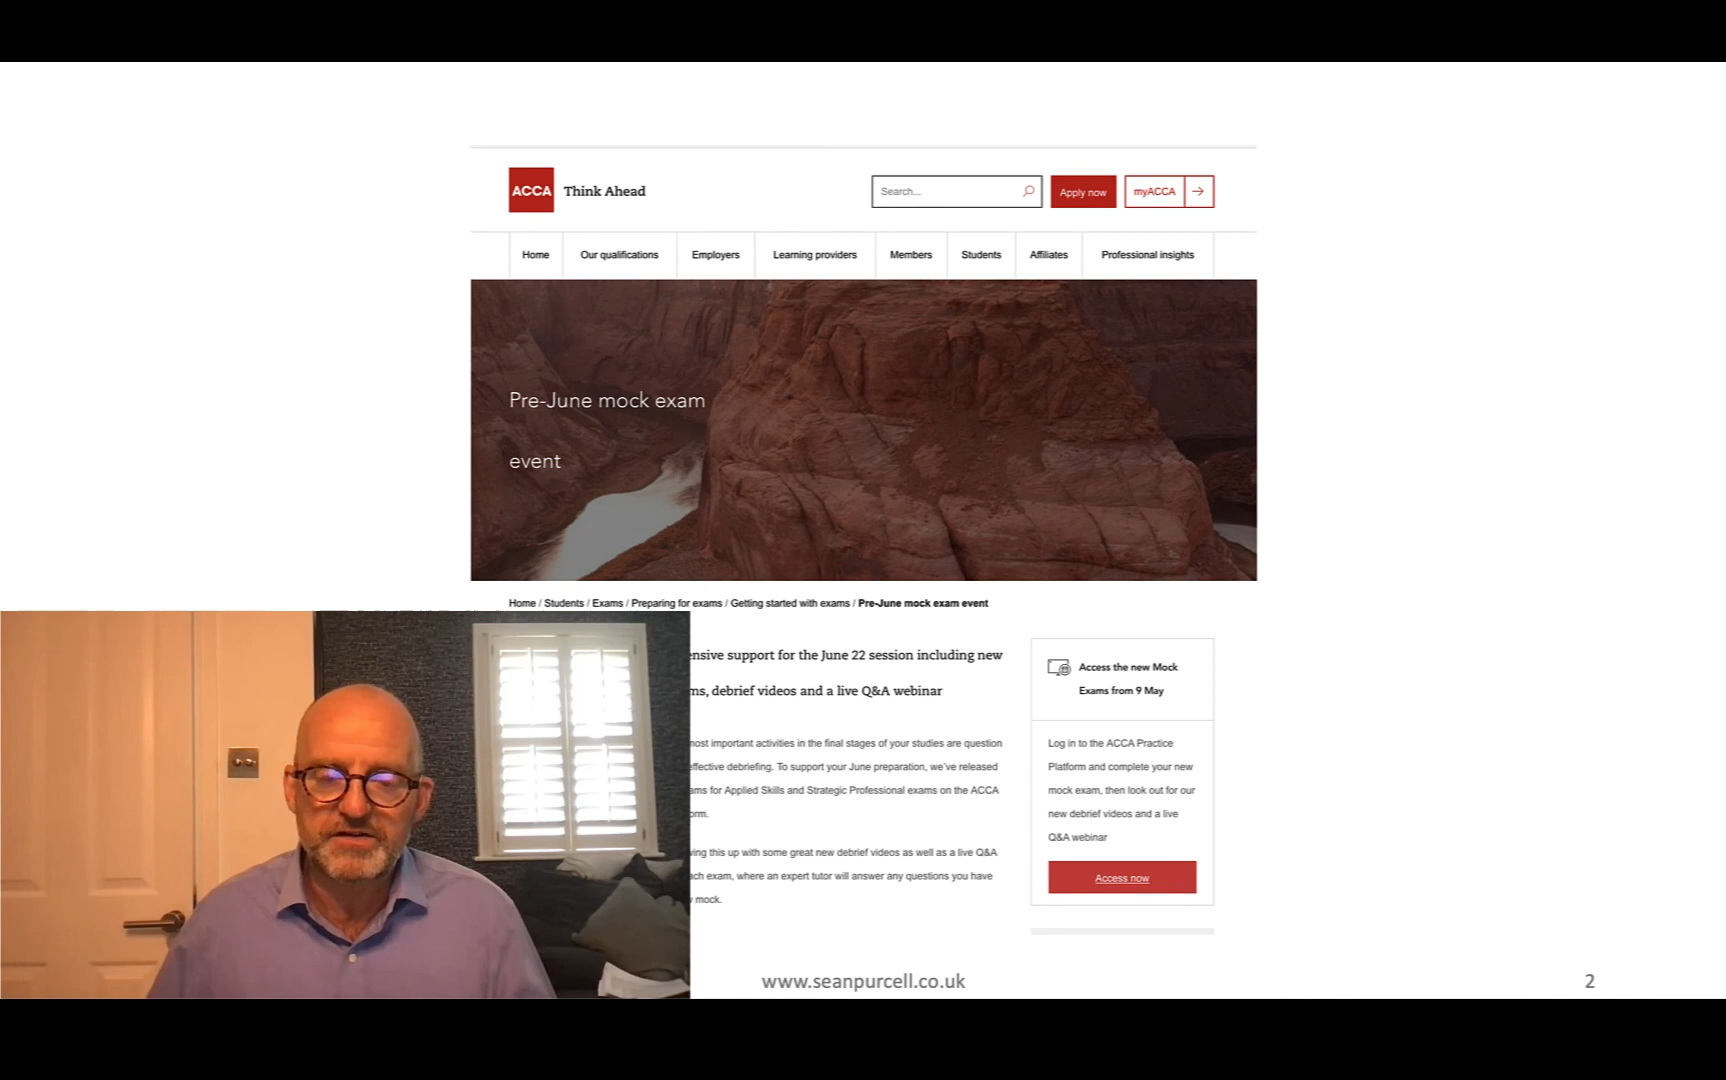 ACCA Think Ahead
Search...
Apply now
myACCA
Home
Our qualifications
Employers
Learning providers
Members
Students
Affiliates
Professional insights
Pre-June mock exam
event
Home / Students / Exams / Preparing for exams / Getting started with exams / Pre-June mock exam event
support for the June 22 session including new
debrief videos and a live Q&A webinar
most important activities in the final stages of your studies are question
effective debriefing. To support your June preparation, we've released
for Applied Skills and Strategic Professional exams on the ACCA
this up with some great new debrief videos as well as a live Q&A
exam, where an expert tutor will answer any questions you have
mock.
Access the new Mock
Exams from 9 May
Log in to the ACCA Practice
Platform and complete your new
mock exam, then look out for our
new debrief videos and a live
Q&A webinar
Access now
www.seanpurcell.co.uk
2